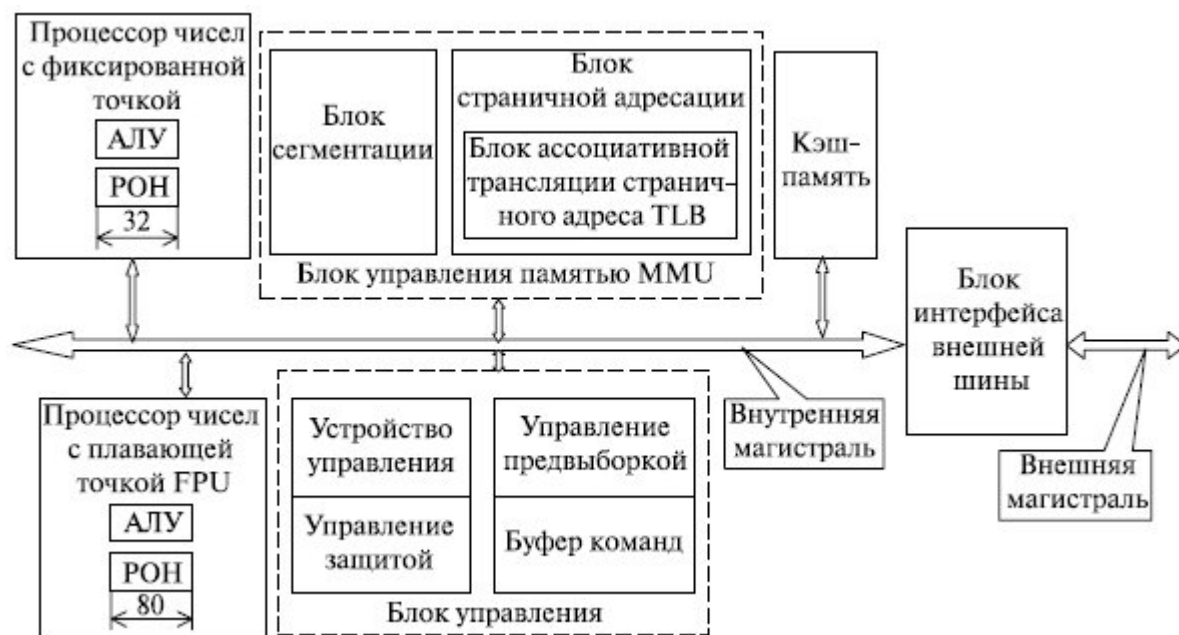 Процессор чисел
с фиксированной
точкой
АЛУ
РОН
32
Блок
сегментации
Блок
страничной адресации
Блок ассоциативной
трансляции странич-
ного адреса TLB
Блок управления памятью MMU
Кэш-
память
Блок
интерфейса
внешней
шины
Процессор чисел
с плавающей
точкой FPU
АЛУ
РОН
80
Устройство
управления
Управление
защитой
Управление
предвыборкой
Буфер команд
Блок управления
Внутренняя
магистраль
Внешняя
магистраль